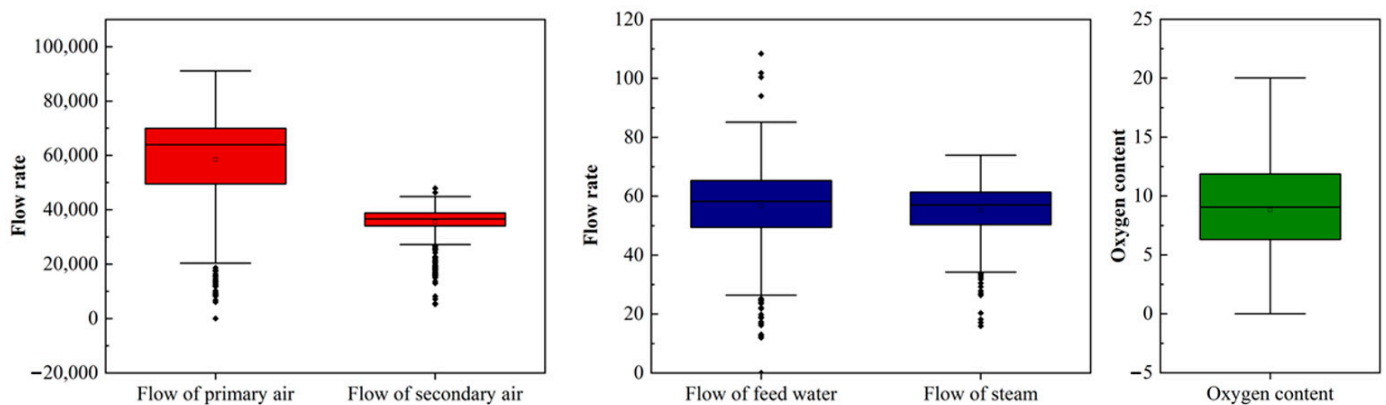 Flow rate
100,000
80,000
60,000
40,000
20,000
0
−20,000
Flow of primary air
Flow of secondary air
Flow rate
120
100
80
60
40
20
0
Flow of feed water
Flow of steam
Oxygen content
25
20
15
10
5
0
−5
Oxygen content